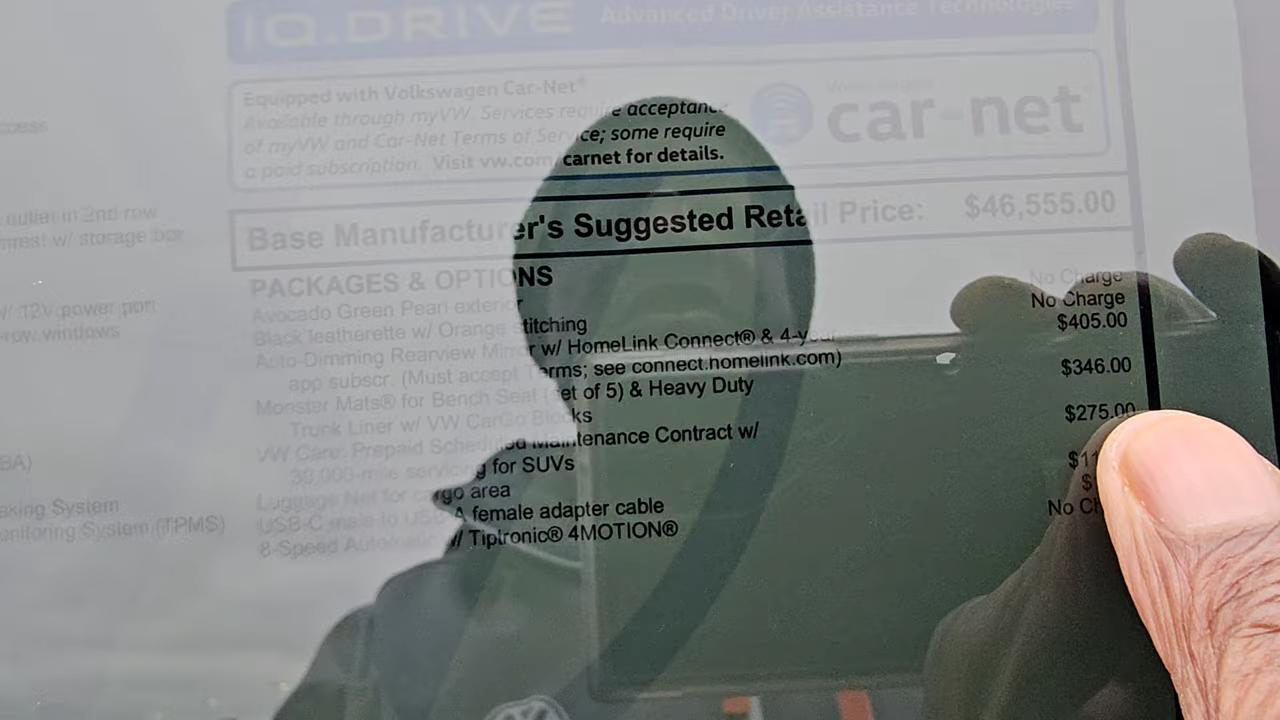 IQ.DRIVE Advanced Driver Assistance Technologies
Equipped with Volkswagen Car-Net®
Available through myVW. Services require acceptance
of myVW and Car-Net Terms of Service; some require
a paid subscription. Visit vw.com/carnet for details.
car-net
outlet in 2nd row
armrest w/ storage box
Base Manufacturer's Suggested Retail Price: $46,555.00
PACKAGES & OPTIONS
Avocado Green Pearl exterior No Charge
Black leatherette w/ Orange stitching No Charge
w/ 12V power port
-row windows
Auto-Dimming Rearview Mirror w/ HomeLink Connect® & 4-year $405.00
app subscr. (Must accept Terms; see connect.homelink.com)
Monster Mats® for Bench Seat (set of 5) & Heavy Duty $346.00
Trunk Liner w/ VW CarGo Blocks
VW Care: Prepaid Scheduled Maintenance Contract w/ $275.00
30,000-mile servicing for SUVs
Luggage Net for cargo area
USB-C male to USB-A female adapter cable
8-Speed Automatic w/ Tiptronic® 4MOTION® No Ch
BA)
aking System
onitoring System (TPMS)